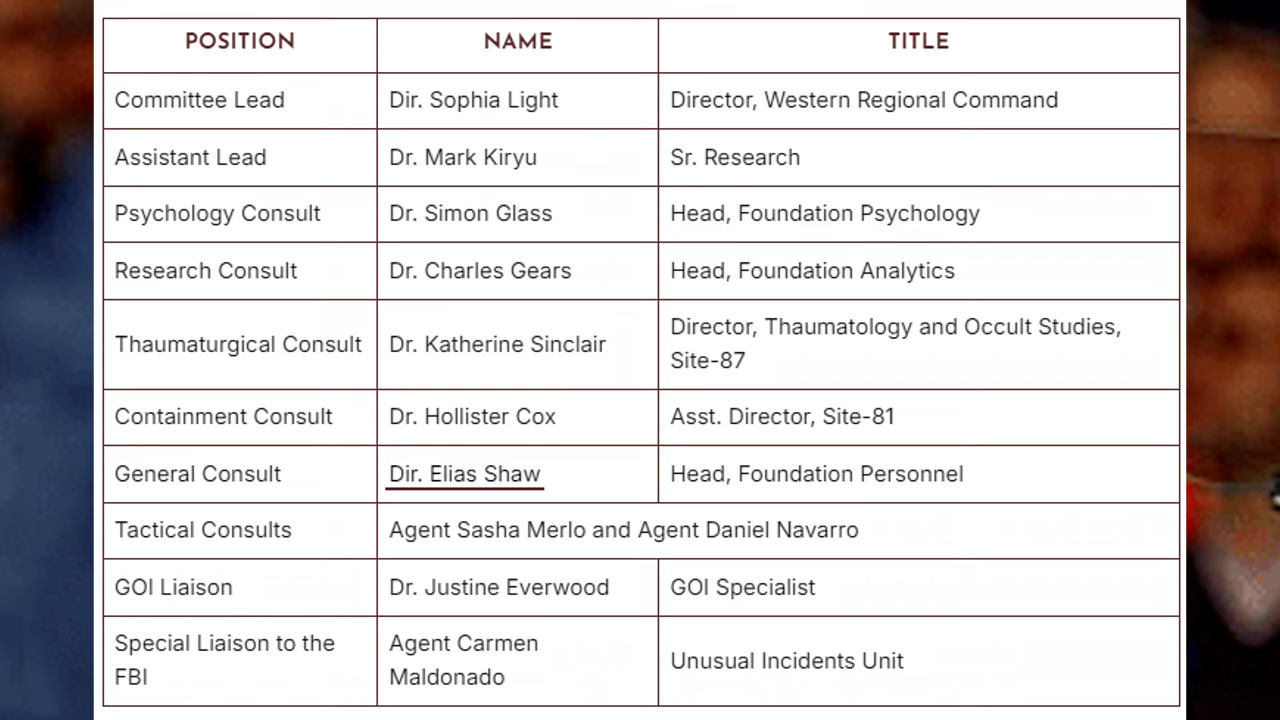 POSITION NAME TITLE
Committee Lead Dir. Sophia Light Director, Western Regional Command
Assistant Lead Dr. Mark Kiryu Sr. Research
Psychology Consult Dr. Simon Glass Head, Foundation Psychology
Research Consult Dr. Charles Gears Head, Foundation Analytics
Thaumaturgical Consult Dr. Katherine Sinclair Director, Thaumatology and Occult Studies,
Site-87
Containment Consult Dr. Hollister Cox Asst. Director, Site-81
General Consult Dir. Elias Shaw Head, Foundation Personnel
Tactical Consults Agent Sasha Merlo and Agent Daniel Navarro
GOI Liaison Dr. Justine Everwood GOI Specialist
Special Liaison to the
FBI
Agent Carmen
Maldonado
Unusual Incidents Unit